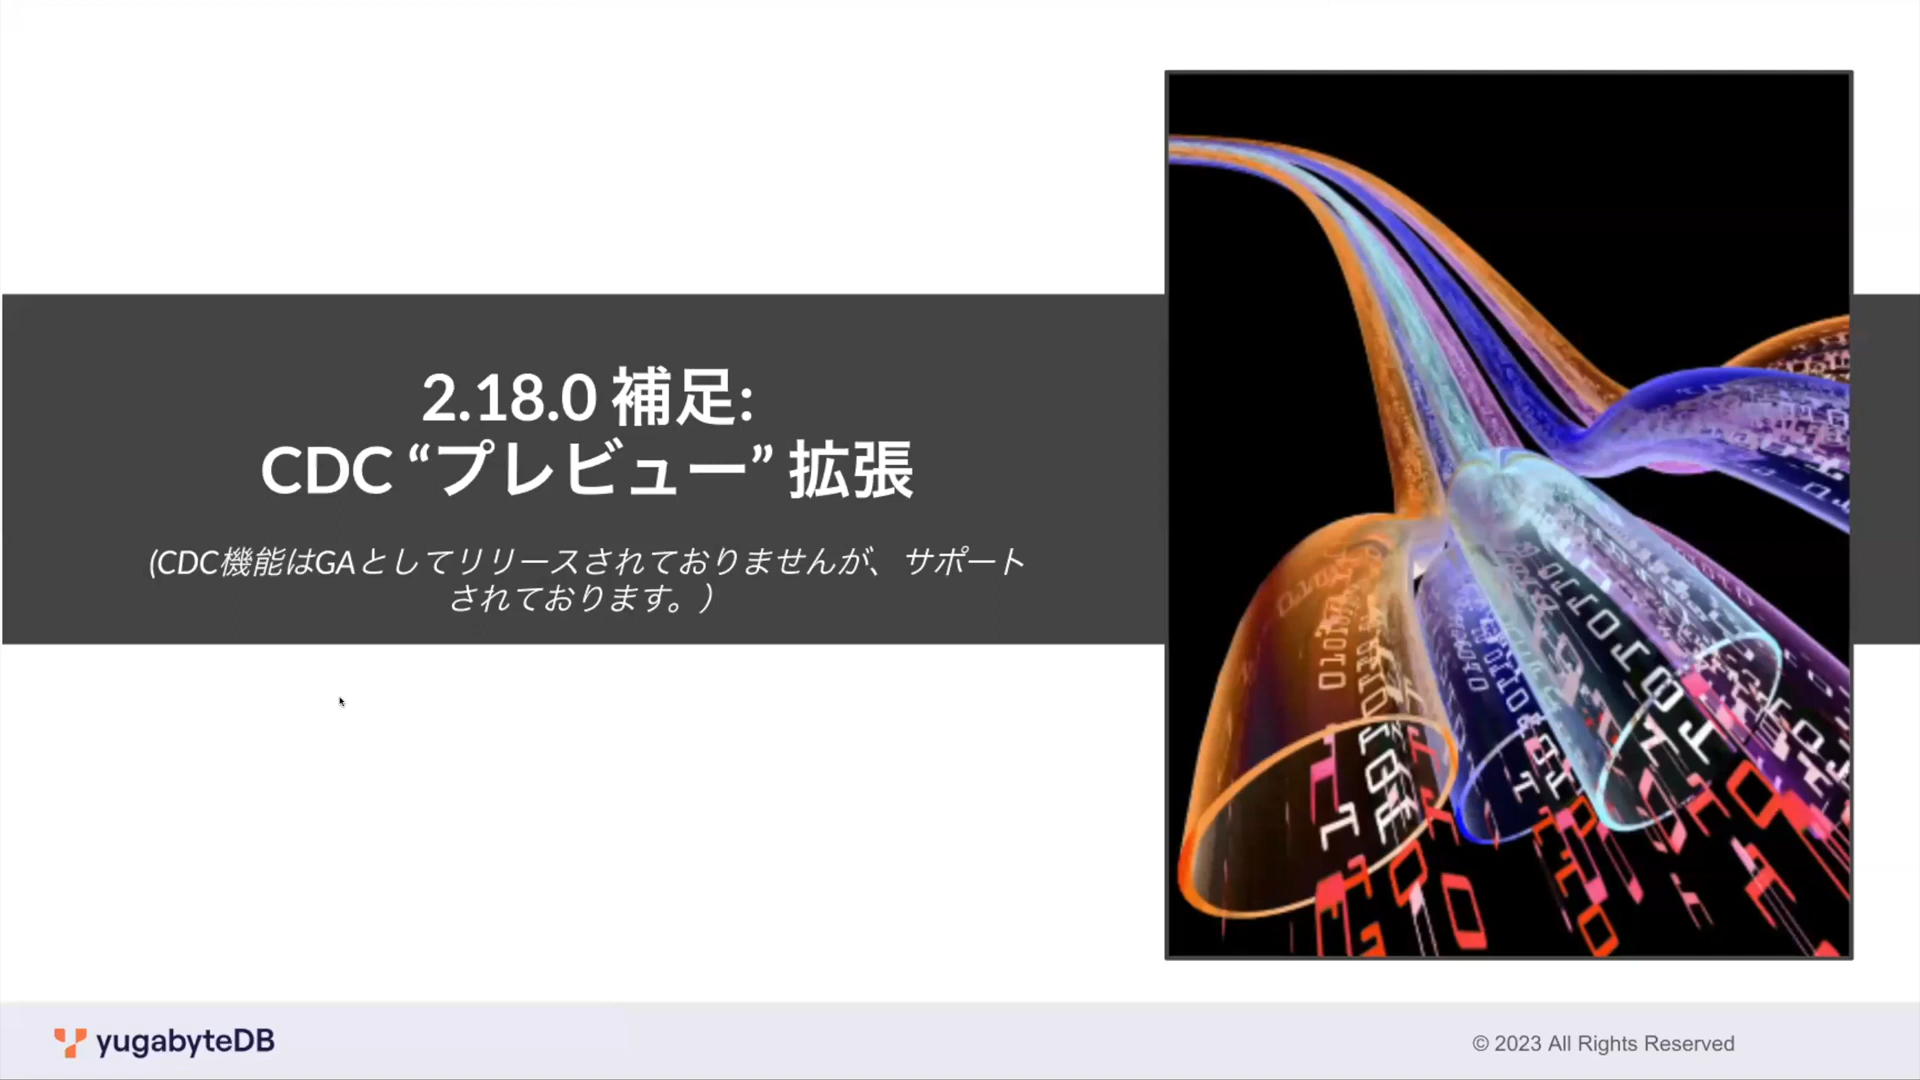 2.18.0 補足:
CDC “プレビュー” 拡張
(CDC機能はGAとしてリリースされておりませんが、サポート
されております。)
yugabyteDB
© 2023 All Rights Reserved